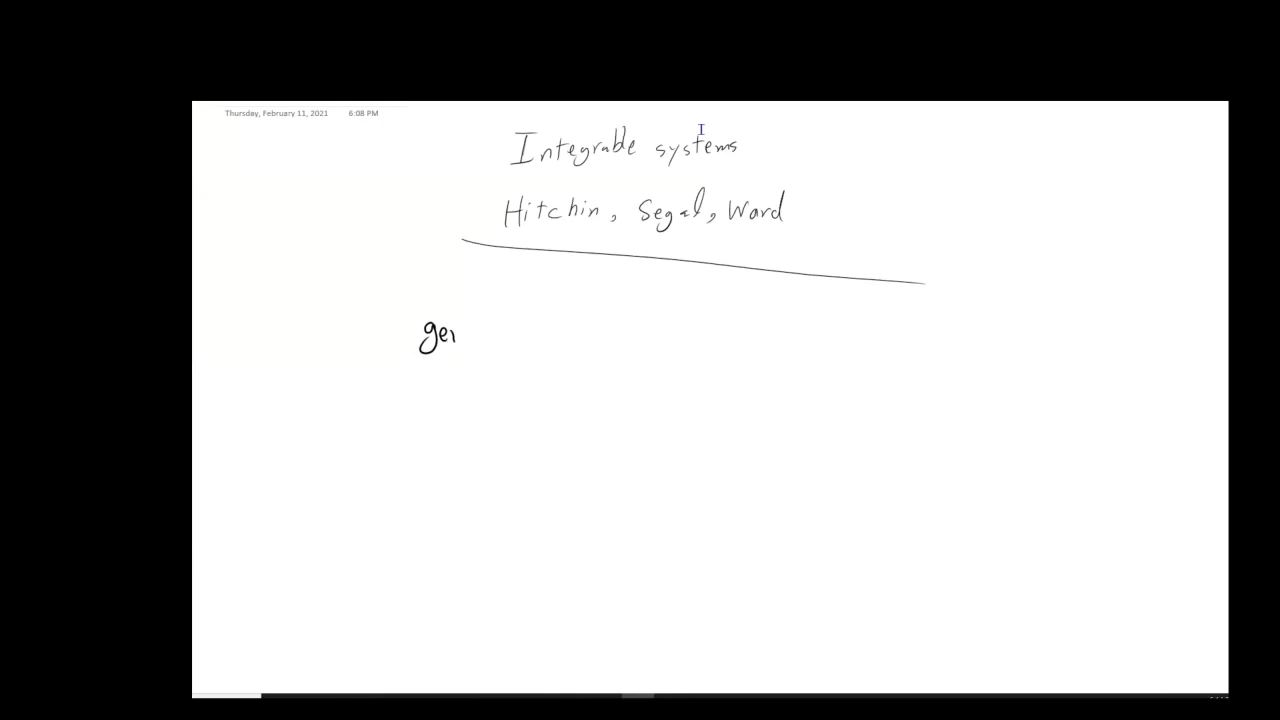 Thursday, February 11, 2021 6:08 PM
Integrable systems
Hitchin, Segal, Ward